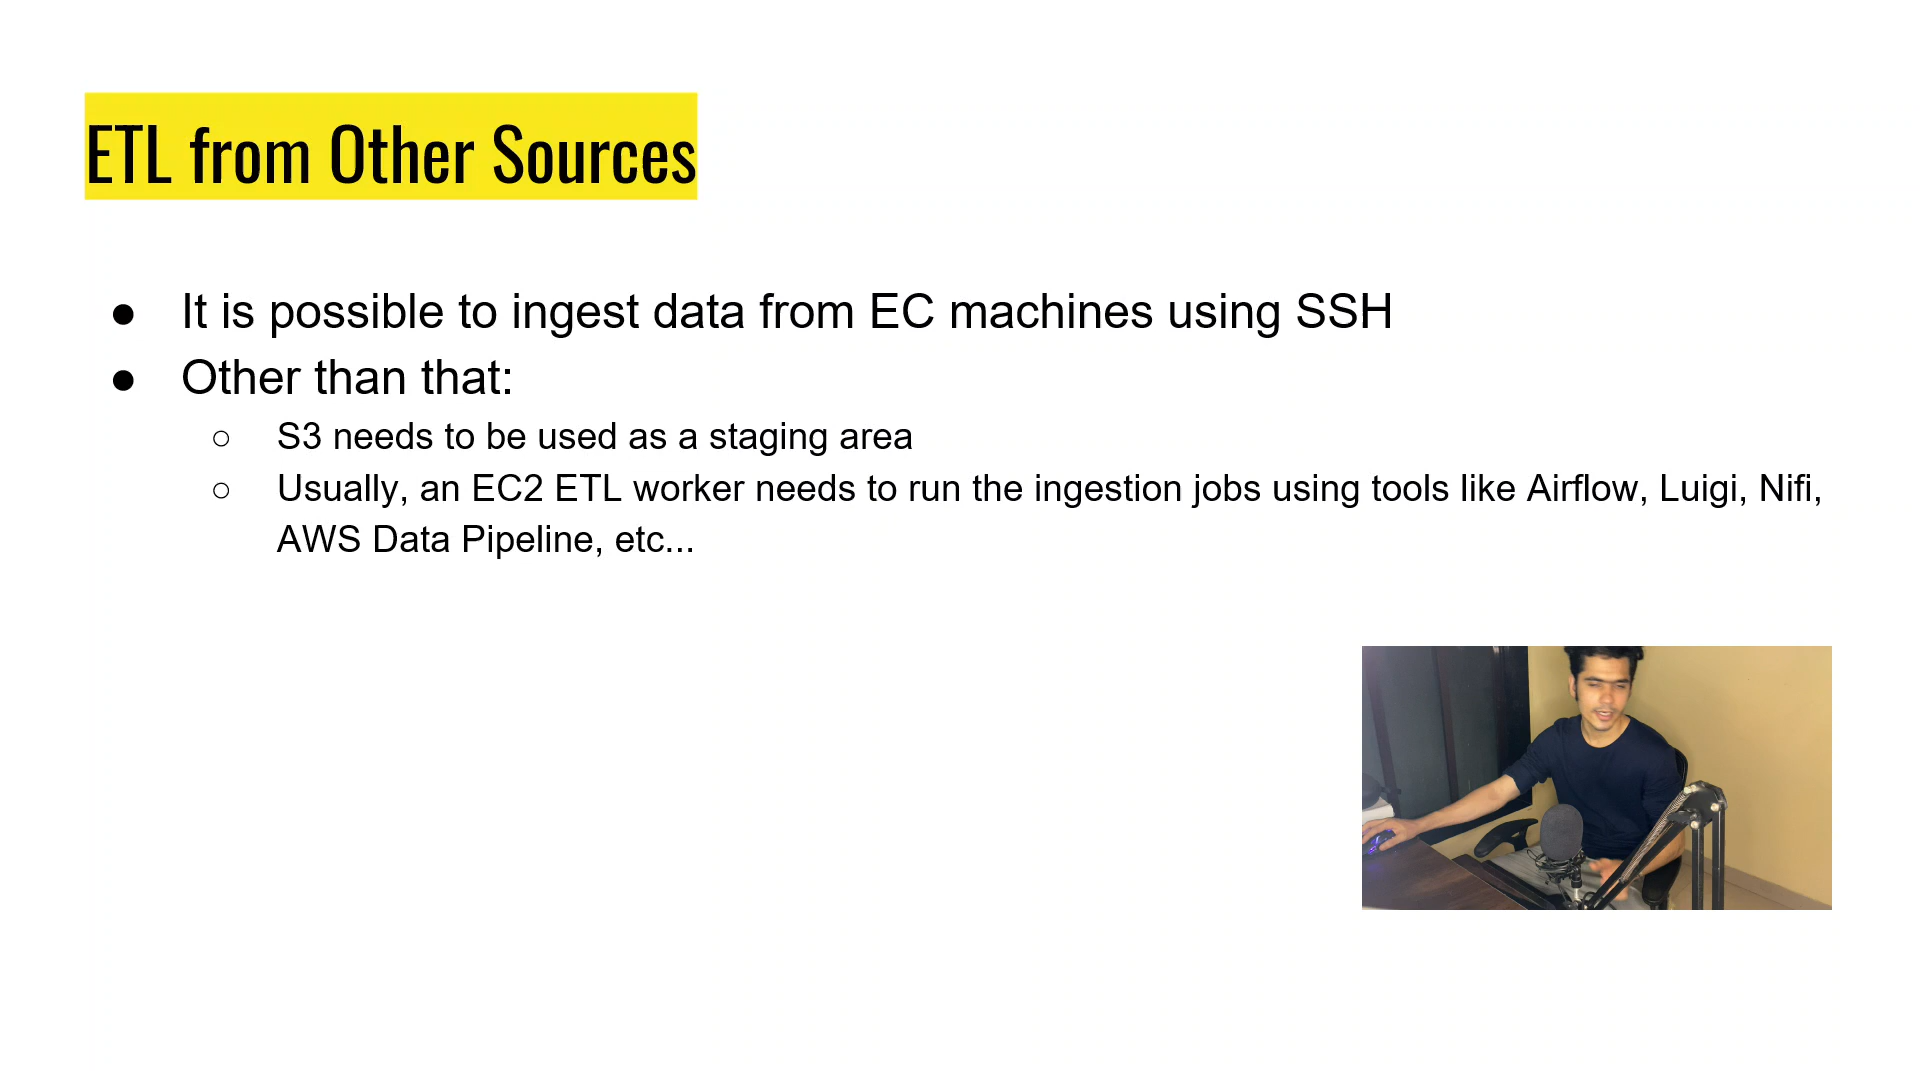 ETL from Other Sources
● It is possible to ingest data from EC machines using SSH
● Other than that:
○ S3 needs to be used as a staging area
○ Usually, an EC2 ETL worker needs to run the ingestion jobs using tools like Airflow, Luigi, Nifi,
AWS Data Pipeline, etc...